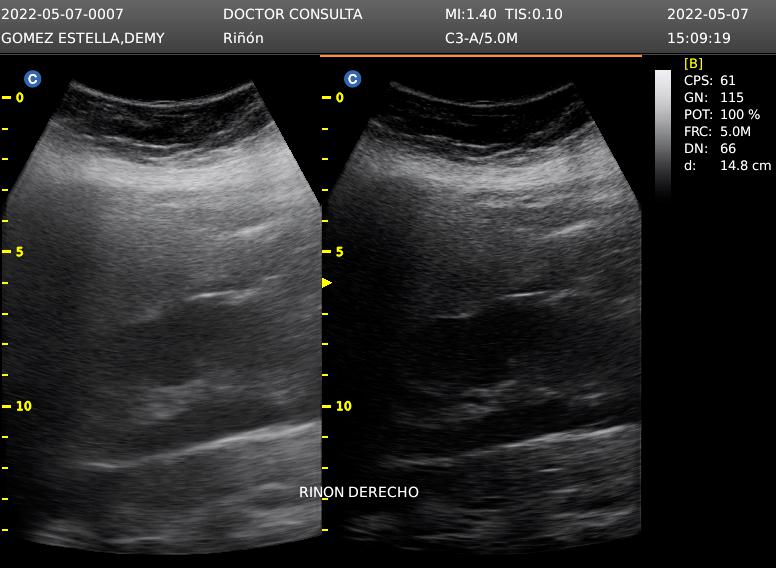 2022-05-07-0007 DOCTOR CONSULTA MI:1.40 TIS:0.10 2022-05-07
GOMEZ ESTELLA,DEMY Riñón C3-A/5.0M 15:09:19
C C
[B]
CPS: 61
GN: 115
POT: 100 %
FRC: 5.0M
DN: 66
d: 14.8 cm
0 0
5 5
10 10
RINON DERECHO